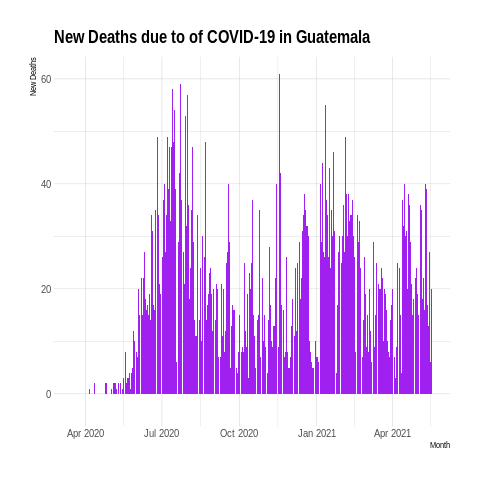 New Deaths due to of COVID-19 in Guatemala
New Deaths
60
40
20
0
Apr 2020 Jul 2020 Oct 2020 Jan 2021 Apr 2021
Month